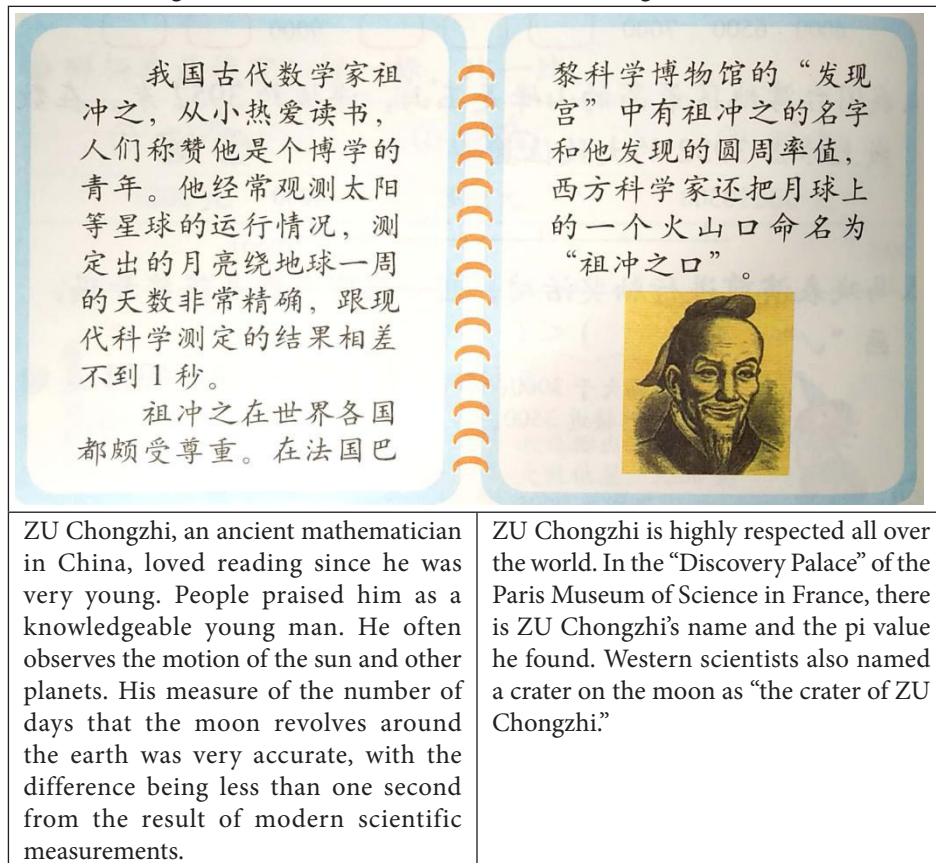 我国古代数学家祖
冲之，从小热爱读书，
人们称赞他是个博学的
青年。他经常观测太阳
等星球的运行情况，测
定出的月亮绕地球一周
的天数非常精确，跟现
代科学测定的结果相差
不到1秒。
祖冲之在世界各国
都颇受尊重。在法国巴
黎科学博物馆的“发现
宫”中有祖冲之的名字
和他发现的圆周率值，
西方科学家还把月球上
的一个火山口命名为
“祖冲之口”。
ZU Chongzhi, an ancient mathematician
in China, loved reading since he was
very young. People praised him as a
knowledgeable young man. He often
observes the motion of the sun and other
planets. His measure of the number of
days that the moon revolves around
the earth was very accurate, with the
difference being less than one second
from the result of modern scientific
measurements.
ZU Chongzhi is highly respected all over
the world. In the “Discovery Palace” of the
Paris Museum of Science in France, there
is ZU Chongzhi’s name and the pi value
he found. Western scientists also named
a crater on the moon as “the crater of ZU
Chongzhi.”